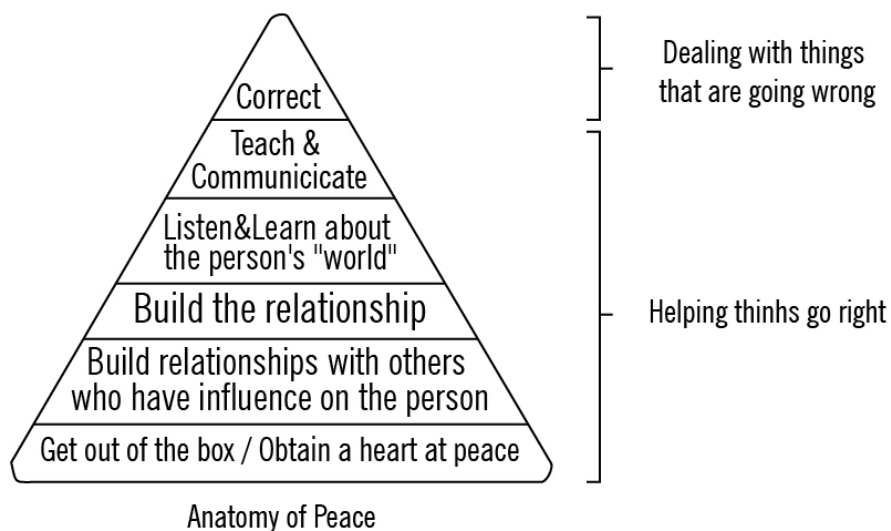 Correct
Teach &
Communicicate
Listen&Learn about
the person's "world"
Build the relationship
Build relationships with others
who have influence on the person
Get out of the box / Obtain a heart at peace
Dealing with things
that are going wrong
Helping thinhs go right
Anatomy of Peace